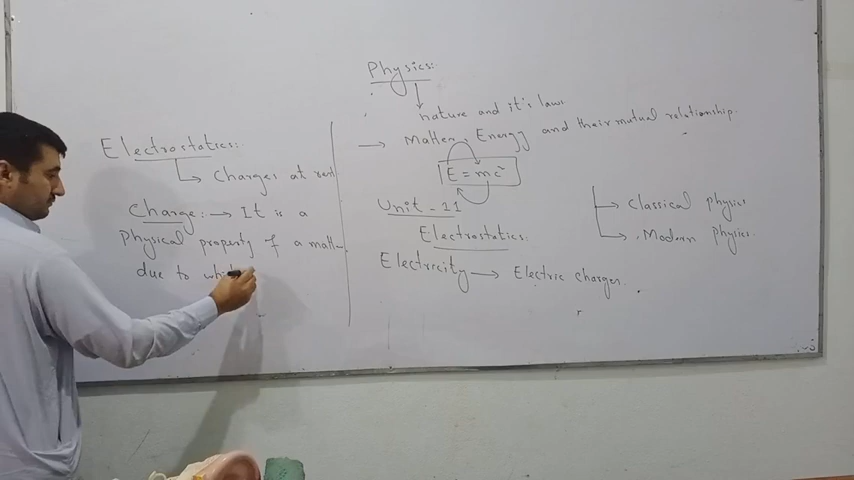 Physics:-
nature and it's laws
→ Matter, Energy and their mutual relationship.
E = mc²
Unit - 11
Electrostatics:
Electricity → Electric charges.
Classical physics
Modern physics.
Electrostatics:-
Charges at rest
Charge: → It is a
physical property of a matter
due to which